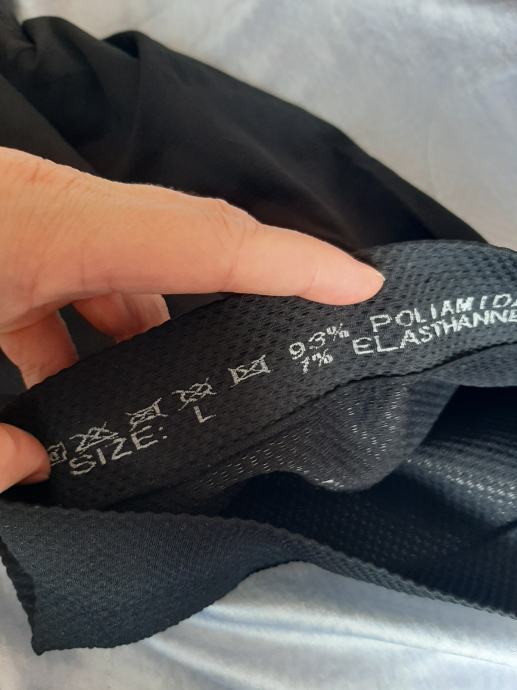 93% POLIAMIDA
7% ELASTHANNE
SIZE: L